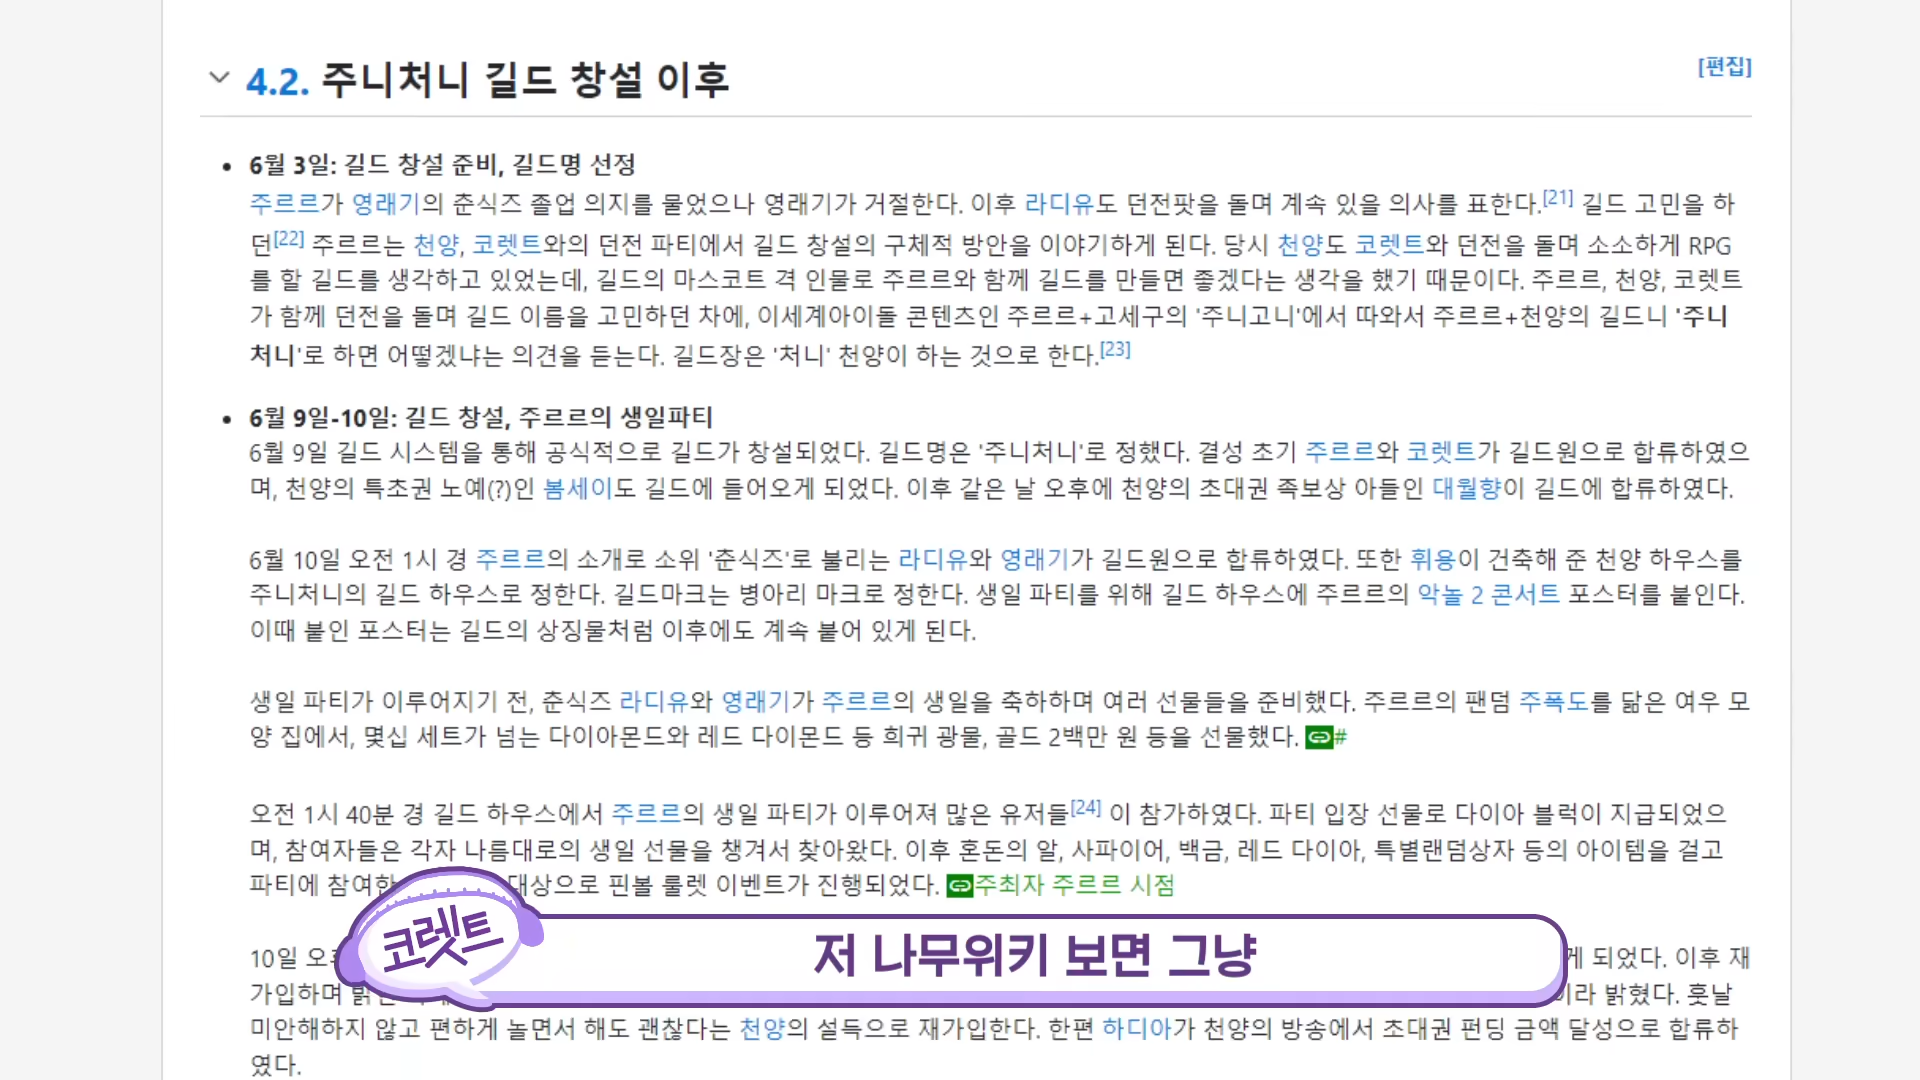 4.2. 주니처니 길드 창설 이후
[편집]
6월 3일: 길드 창설 준비, 길드명 선정
주르르가 영래기의 춘식즈 졸업 의지를 물었으나 영래기가 거절한다. 이후 라디유도 던전팟을 돌며 계속 있을 의사를 표한다.[21] 길드 고민을 하
던[22] 주르르는 천양, 코렛트와의 던전 파티에서 길드 창설의 구체적 방안을 이야기하게 된다. 당시 천양도 코렛트와 던전을 돌며 소소하게 RPG
를 할 길드를 생각하고 있었는데, 길드의 마스코트 격 인물로 주르르와 함께 길드를 만들면 좋겠다는 생각을 했기 때문이다. 주르르, 천양, 코렛트
가 함께 던전을 돌며 길드 이름을 고민하던 차에, 이세계아이돌 콘텐츠인 주르르+고세구의 '주니고니'에서 따와서 주르르+천양의 길드니 '주니
처니'로 하면 어떻겠냐는 의견을 듣는다. 길드장은 '처니' 천양이 하는 것으로 한다.[23]
6월 9일-10일: 길드 창설, 주르르의 생일파티
6월 9일 길드 시스템을 통해 공식적으로 길드가 창설되었다. 길드명은 '주니처니'로 정했다. 결성 초기 주르르와 코렛트가 길드원으로 합류하였으
며, 천양의 특초권 노예(?)인 봄세이도 길드에 들어오게 되었다. 이후 같은 날 오후에 천양의 초대권 족보상 아들인 대월향이 길드에 합류하였다.
6월 10일 오전 1시 경 주르르의 소개로 소위 '춘식즈'로 불리는 라디유와 영래기가 길드원으로 합류하였다. 또한 휘용이 건축해 준 천양 하우스를
주니처니의 길드 하우스로 정한다. 길드마크는 병아리 마크로 정한다. 생일 파티를 위해 길드 하우스에 주르르의 악놀 2 콘서트 포스터를 붙인다.
이때 붙인 포스터는 길드의 상징물처럼 이후에도 계속 붙어 있게 된다.
생일 파티가 이루어지기 전, 춘식즈 라디유와 영래기가 주르르의 생일을 축하하며 여러 선물들을 준비했다. 주르르의 팬덤 주폭도를 닮은 여우 모
양 집에서, 몇십 세트가 넘는 다이아몬드와 레드 다이몬드 등 희귀 광물, 골드 2백만 원 등을 선물했다. #
오전 1시 40분 경 길드 하우스에서 주르르의 생일 파티가 이루어져 많은 유저들[24] 이 참가하였다. 파티 입장 선물로 다이아 블럭이 지급되었으
며, 참여자들은 각자 나름대로의 생일 선물을 챙겨서 찾아왔다. 이후 혼돈의 알, 사파이어, 백금, 레드 다이아, 특별랜덤상자 등의 아이템을 걸고
파티에 참여한 대상으로 핀볼 룰렛 이벤트가 진행되었다. 주최자 주르르 시점
10일 게 되었다. 이후 재
코렛트
저 나무위키 보면 그냥
가입하며 이라 밝혔다. 훗날
미안해하지 않고 편하게 놀면서 해도 괜찮다는 천양의 설득으로 재가입한다. 한편 하디아가 천양의 방송에서 초대권 펀딩 금액 달성으로 합류하
였다.